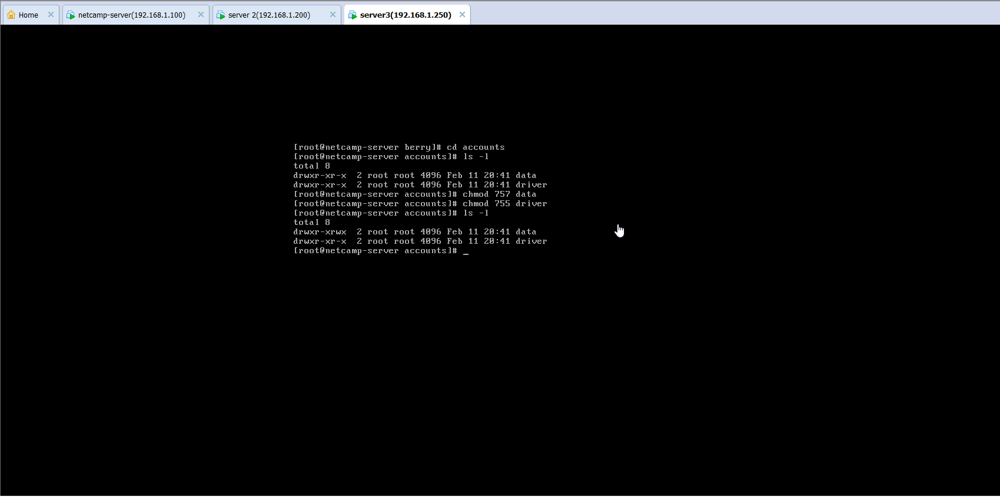 Home
netcamp-server(192.168.1.100)
server 2(192.168.1.200)
server3(192.168.1.250)
[root@netcamp-server berry]# cd accounts
[root@netcamp-server accounts]# ls -l
total 8
drwxr-xr-x  2 root root 4096 Feb 11 20:41 data
drwxr-xr-x  2 root root 4096 Feb 11 20:41 driver
[root@netcamp-server accounts]# chmod 757 data
[root@netcamp-server accounts]# chmod 755 driver
[root@netcamp-server accounts]# ls -l
total 8
drwxr-xrwx  2 root root 4096 Feb 11 20:41 data
drwxr-xr-x  2 root root 4096 Feb 11 20:41 driver
[root@netcamp-server accounts]# _